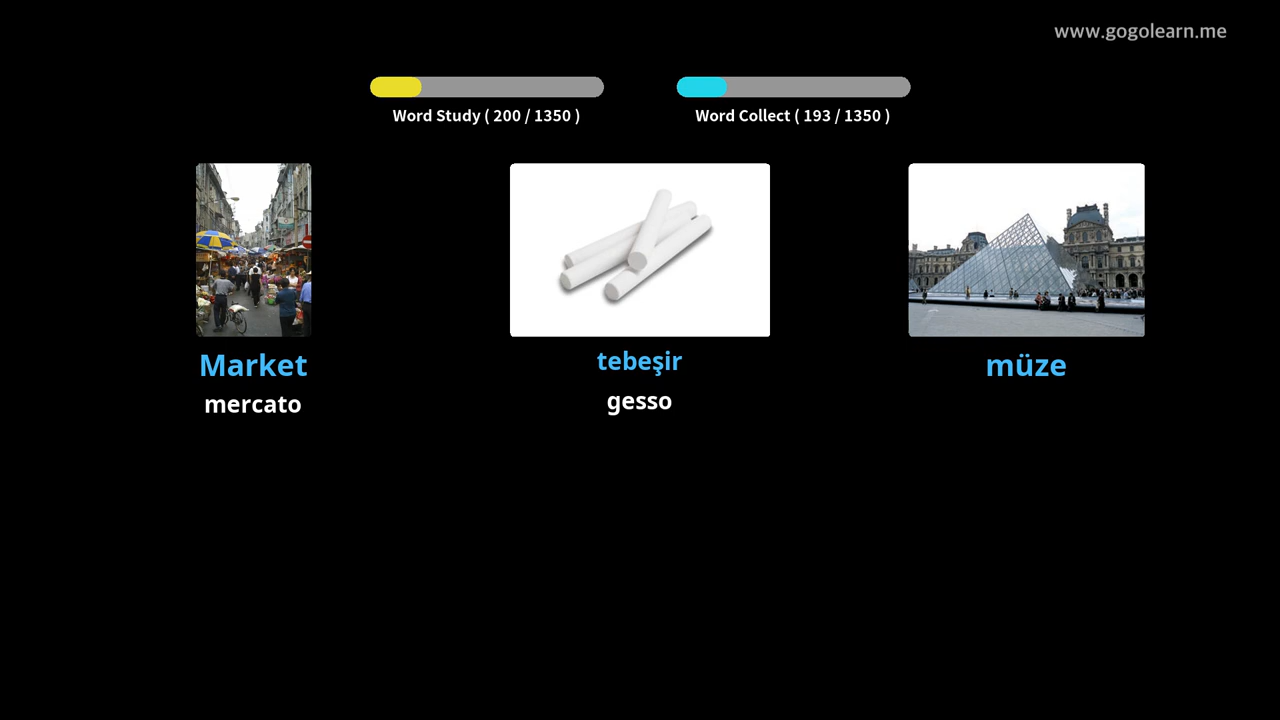 www.gogolearn.me
Word Study ( 200 / 1350 )
Word Collect ( 193 / 1350 )
Market
mercato
tebeşir
gesso
müze